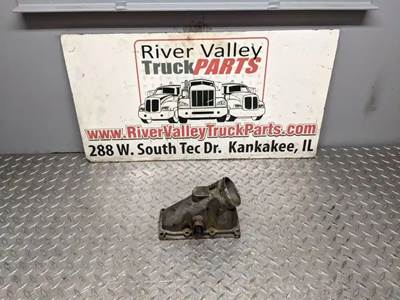 River Valley
TruckPARTS
www.RiverValleyTruckParts.com
288 W. South Tec Dr. Kankakee, IL